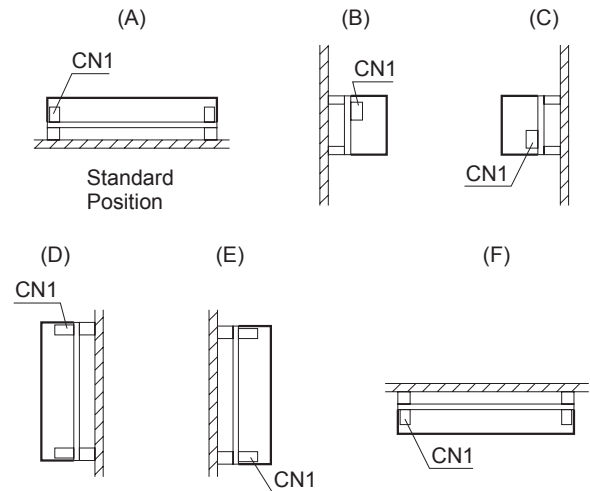 (A)
(B)
(C)
CN1
CN1
CN1
Standard
Position
(D)
(E)
(F)
CN1
CN1
CN1